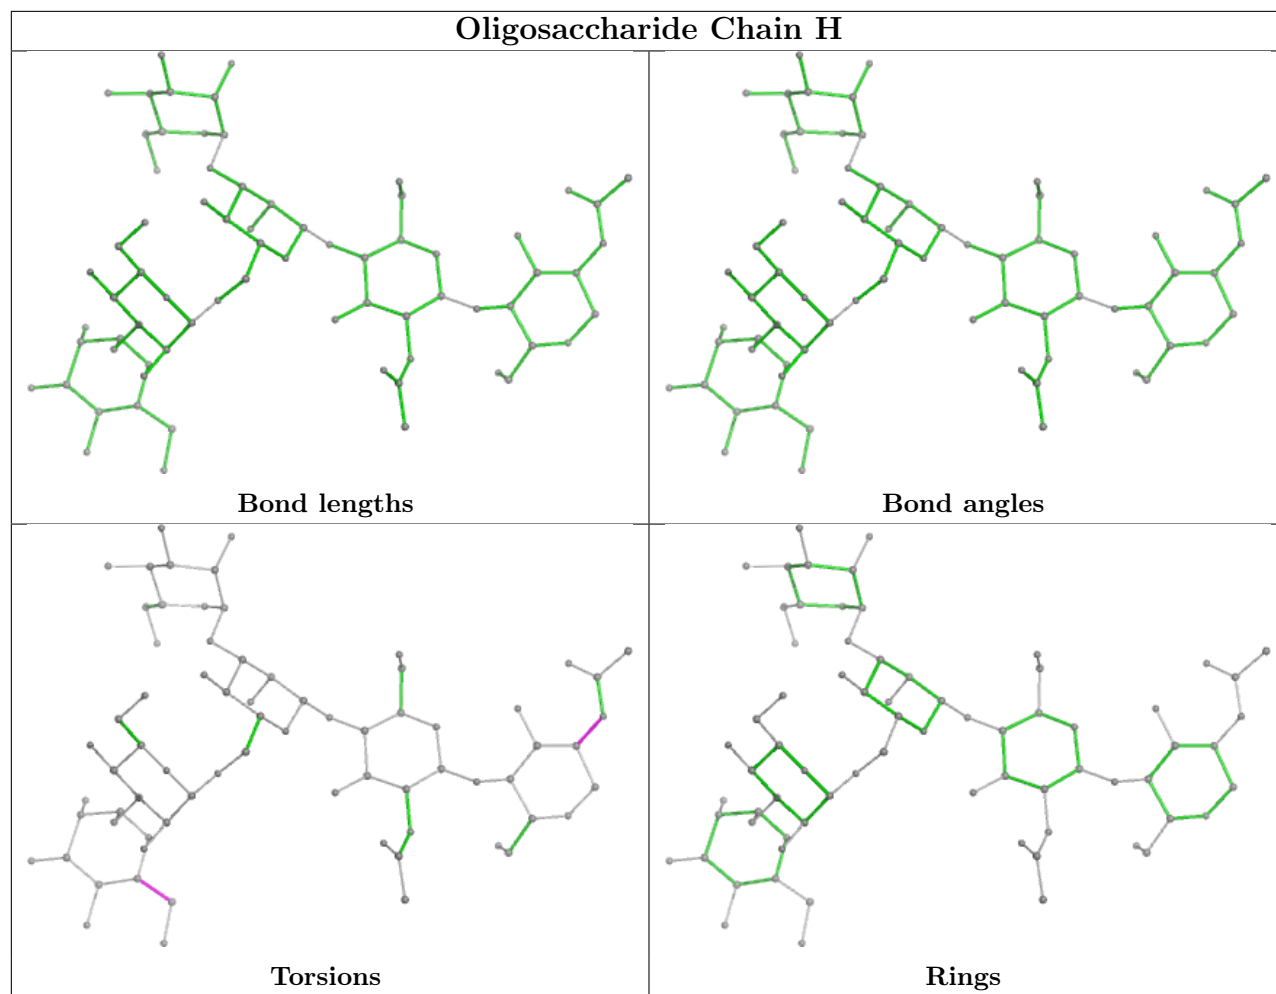 Oligosaccharide Chain H
Bond lengths
Bond angles
Torsions
Rings